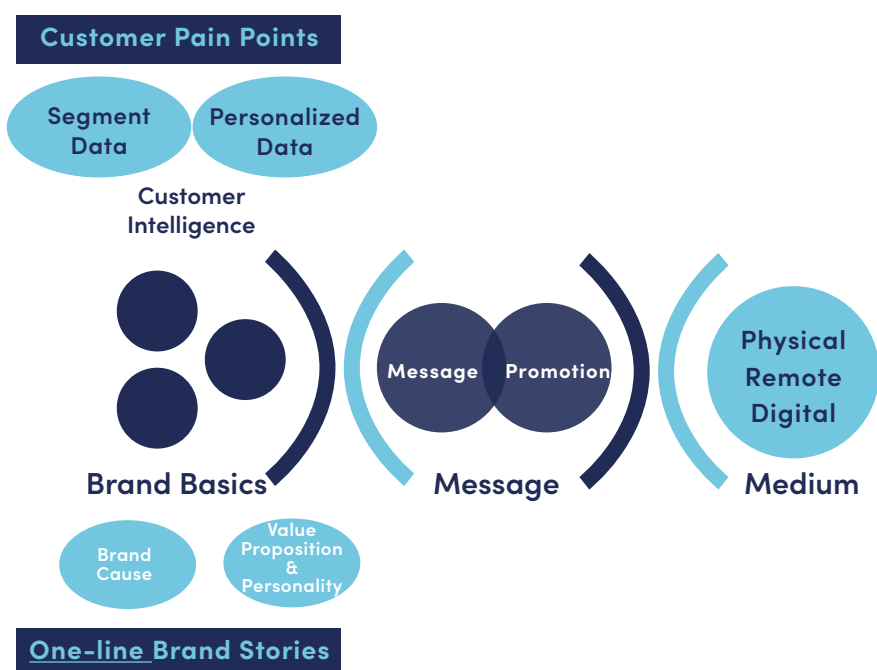 Customer Pain Points
Segment
Data
Personalized
Data
Customer
Intelligence
Message
Promotion
Physical
Remote
Digital
Brand Basics
Message
Medium
Brand
Cause
Value
Proposition
&
Personality
One-line Brand Stories